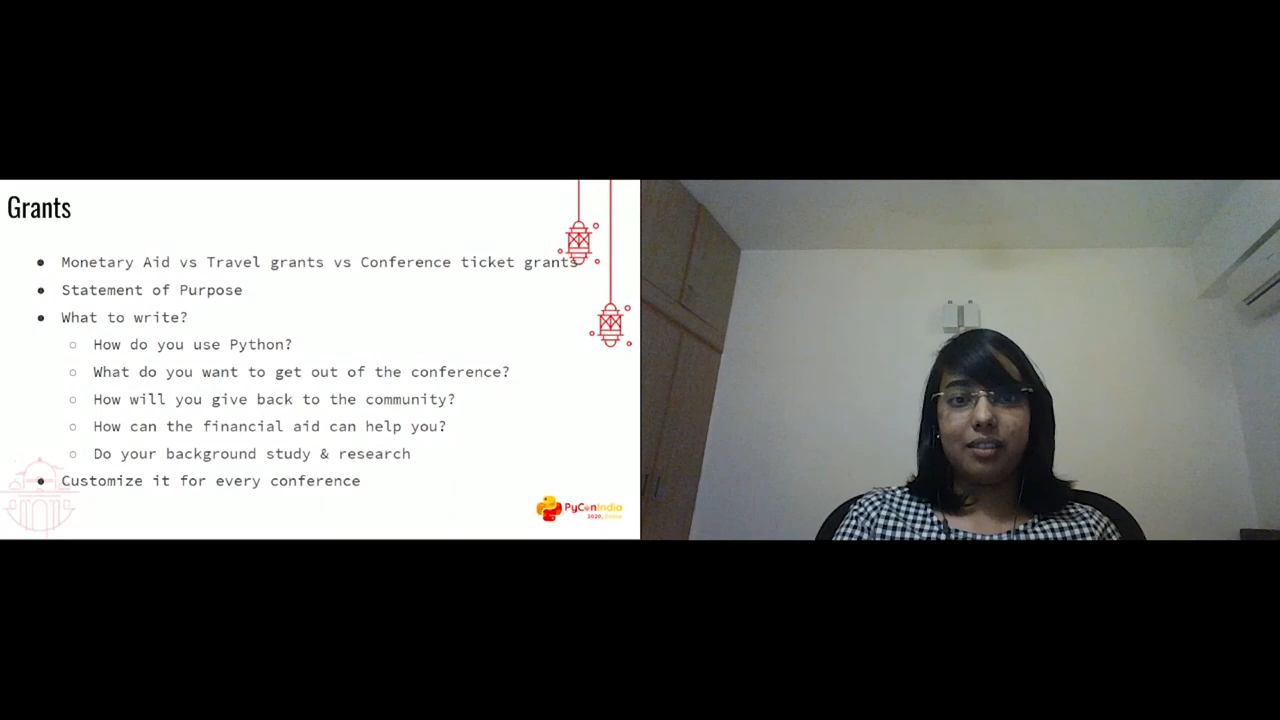 Grants
● Monetary Aid vs Travel grants vs Conference ticket grants
● Statement of Purpose
● What to write?
○ How do you use Python?
○ What do you want to get out of the conference?
○ How will you give back to the community?
○ How can the financial aid can help you?
○ Do your background study & research
● Customize it for every conference
PyConIndia
2020, Online